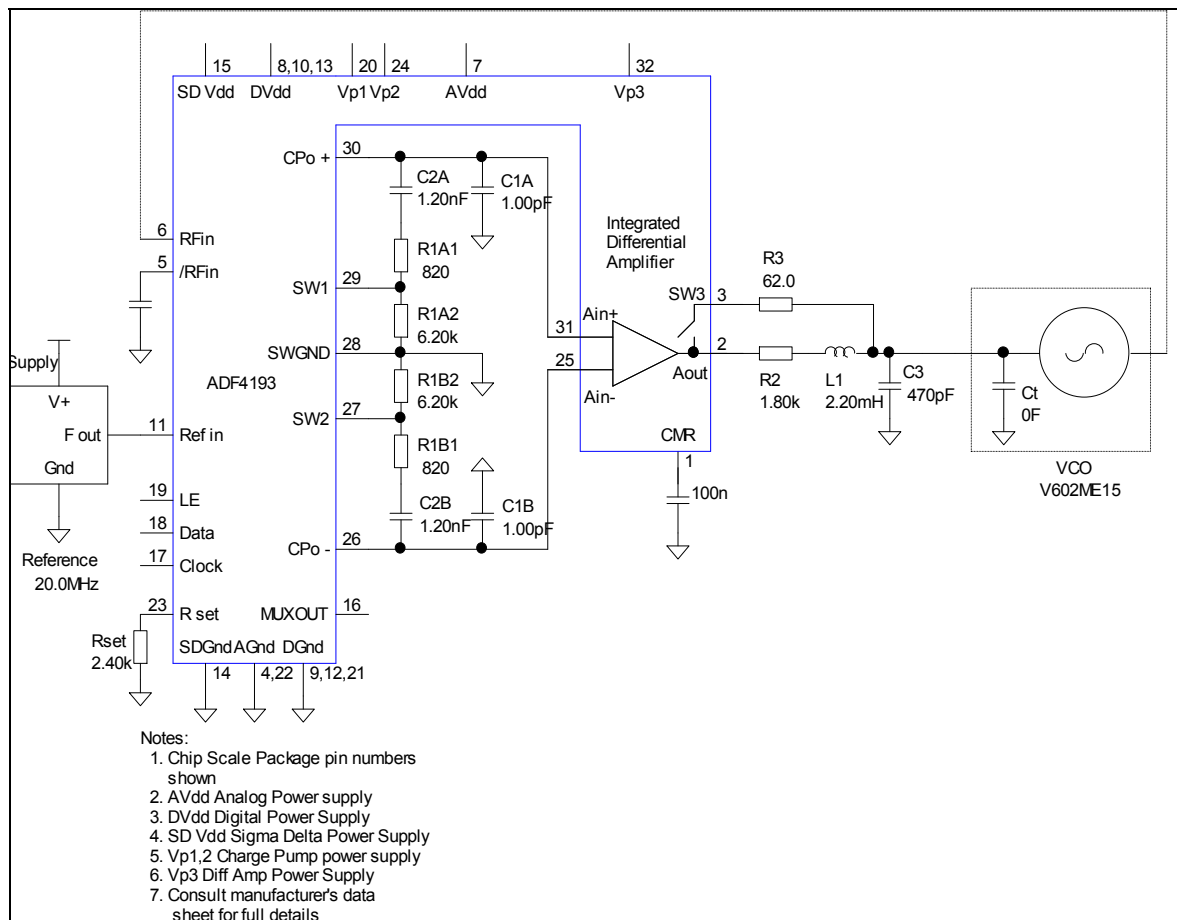 15
8,10,13
20
24
7
32
SD Vdd
DVdd
Vp1
Vp2
AVdd
Vp3
CPo +
30
C2A
1.20nF
C1A
1.00pF
6
RFin
5
/RFin
R1A1
820
SW1
29
R1A2
6.20k
SWGND
28
R1B2
6.20k
ADF4193
SW2
27
R1B1
820
C2B
1.20nF
C1B
1.00pF
CPo -
26
Integrated
Differential
Amplifier
Ain+
31
25
Ain-
SW3
3
2
Aout
CMR
1
100n
R3
62.0
R2
1.80k
L1
2.20mH
C3
470pF
Ct
0F
VCO
V602ME15
Supply
V+
F out
Gnd
11
Ref in
19
LE
18
Data
17
Clock
Reference
20.0MHz
23
R set
MUXOUT
16
Rset
2.40k
SDGnd
AGnd
DGnd
14
4,22
9,12,21
Notes:
1. Chip Scale Package pin numbers
shown
2. AVdd Analog Power supply
3. DVdd Digital Power Supply
4. SD Vdd Sigma Delta Power Supply
5. Vp1,2 Charge Pump power supply
6. Vp3 Diff Amp Power Supply
7. Consult manufacturer's data
sheet for full details